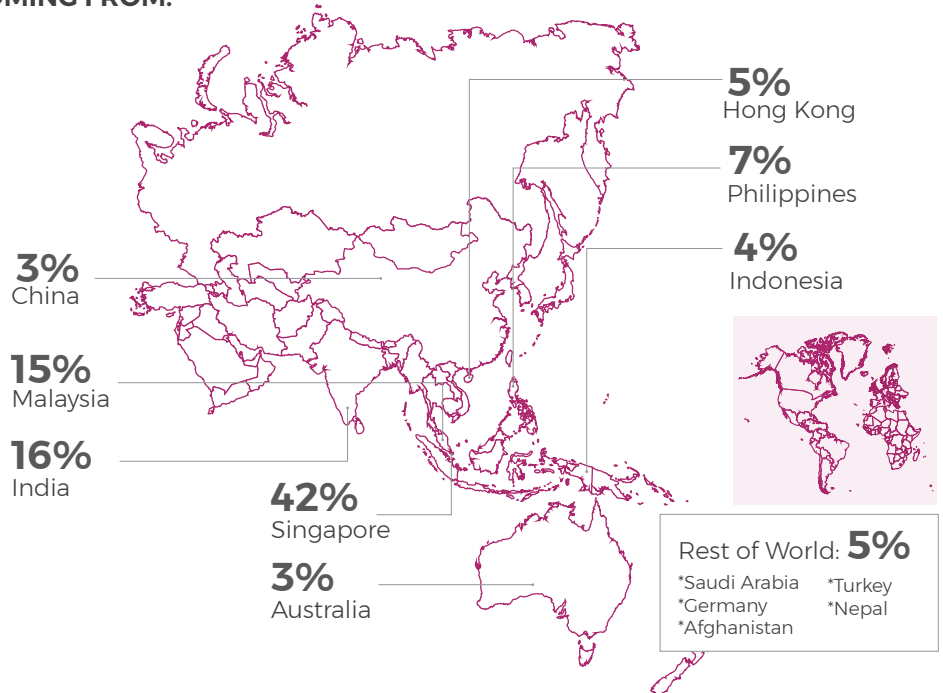 5%
Hong Kong
7%
Philippines
4%
Indonesia
3%
China
15%
Malaysia
16%
India
42%
Singapore
3%
Australia
Rest of World: 5%
*Saudi Arabia
*Germany
*Afghanistan
*Turkey
*Nepal